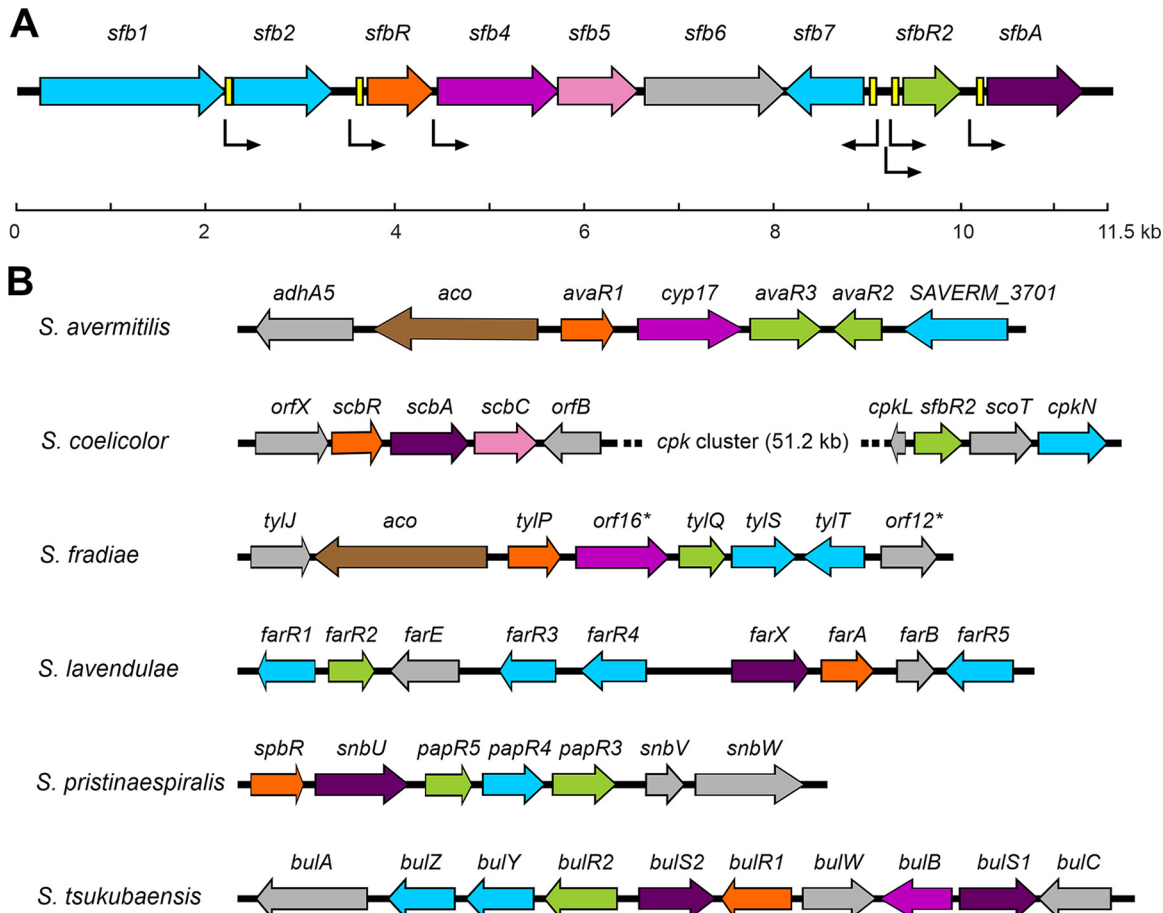 A
sfb1 sfb2 sfbR sfb4 sfb5 sfb6 sfb7 sfbR2 sfbA
0 2 4 6 8 10 11.5 kb
B
adhA5 aco avaR1 cyp17 avaR3 avaR2 SAVERM_3701
S. avermitilis
orfX scbR scbA scbC orfB cpkL sfbR2 scoT cpkN
S. coelicolor cpk cluster (51.2 kb)
tylJ aco tylP orf16* tylQ tylS tylT orf12*
S. fradiae
farR1 farR2 farE farR3 farR4 farX farA farB farR5
S. lavendulae
spbR snbU papR5 papR4 papR3 snbV snbW
S. pristinaespiralis
bulA bulZ bulY bulR2 bulS2 bulR1 bulW bulB bulS1 bulC
S. tsukubaensis